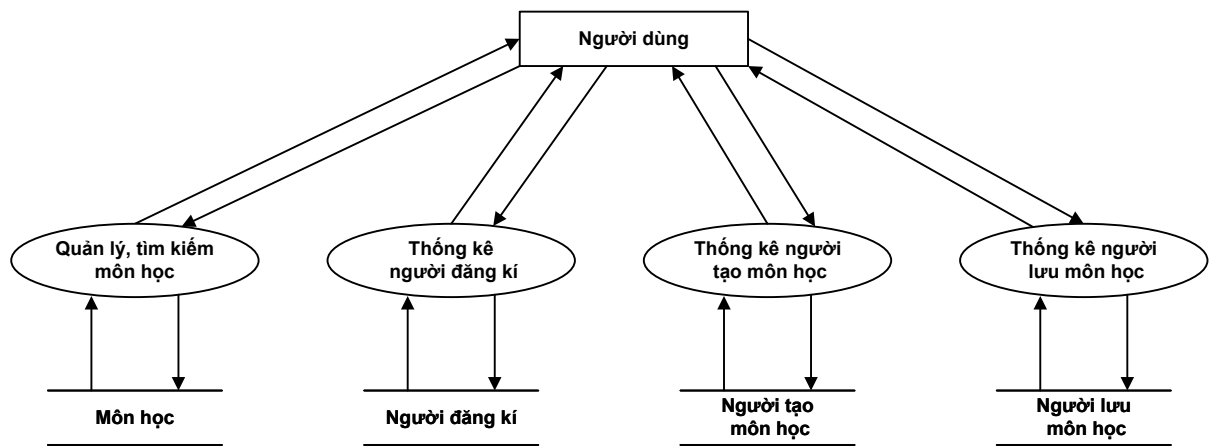 Người dùng
Quản lý, tìm kiếm
môn học
Thống kê
người đăng kí
Thống kê người
tạo môn học
Thống kê người
lưu môn học
Môn học
Người đăng kí
Người tạo
môn học
Người lưu
môn học